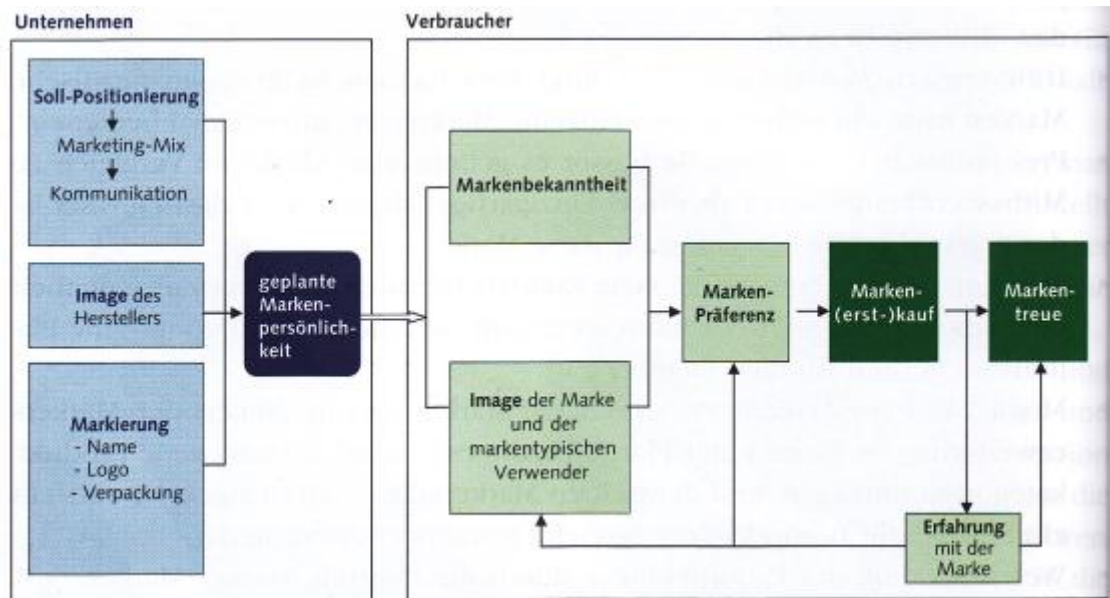 Unternehmen
Verbraucher
Soll-Positionierung
Marketing-Mix
Kommunikation
Image des
Herstellers
Markierung
- Name
- Logo
- Verpackung
geplante
Marken-
persönlich-
keit
Markenbekanntheit
Image der Marke
und der
markentypischen
Verwender
Marken-
Präferenz
Marken-
(erst-)kauf
Marken-
treue
Erfahrung
mit der
Marke